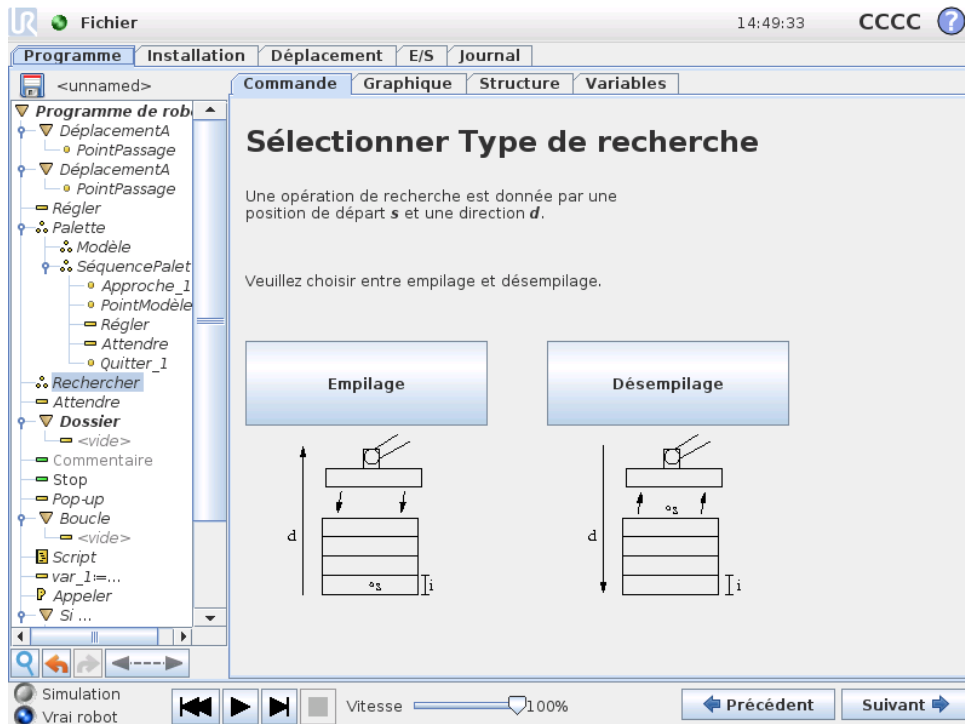 UR Fichier 14:49:33 CCCC ?
Programme Installation Déplacement E/S Journal
<unnamed>
Commande Graphique Structure Variables
Programme de rob
DéplacementA
PointPassage
DéplacementA
PointPassage
Régler
Palette
Modèle
SéquencePalet
Approche_1
PointModèle
Régler
Attendre
Quitter_1
Rechercher
Attendre
Dossier
<vide>
Commentaire
Stop
Pop-up
Boucle
<vide>
Script
var_1:=...
Appeler
Si ...
Sélectionner Type de recherche
Une opération de recherche est donnée par une
position de départ s et une direction d.
Veuillez choisir entre empilage et désempilage.
Empilage
Désempilage
d
s
i
d
s
i
Simulation
Vrai robot
Vitesse 100%
Précédent
Suivant